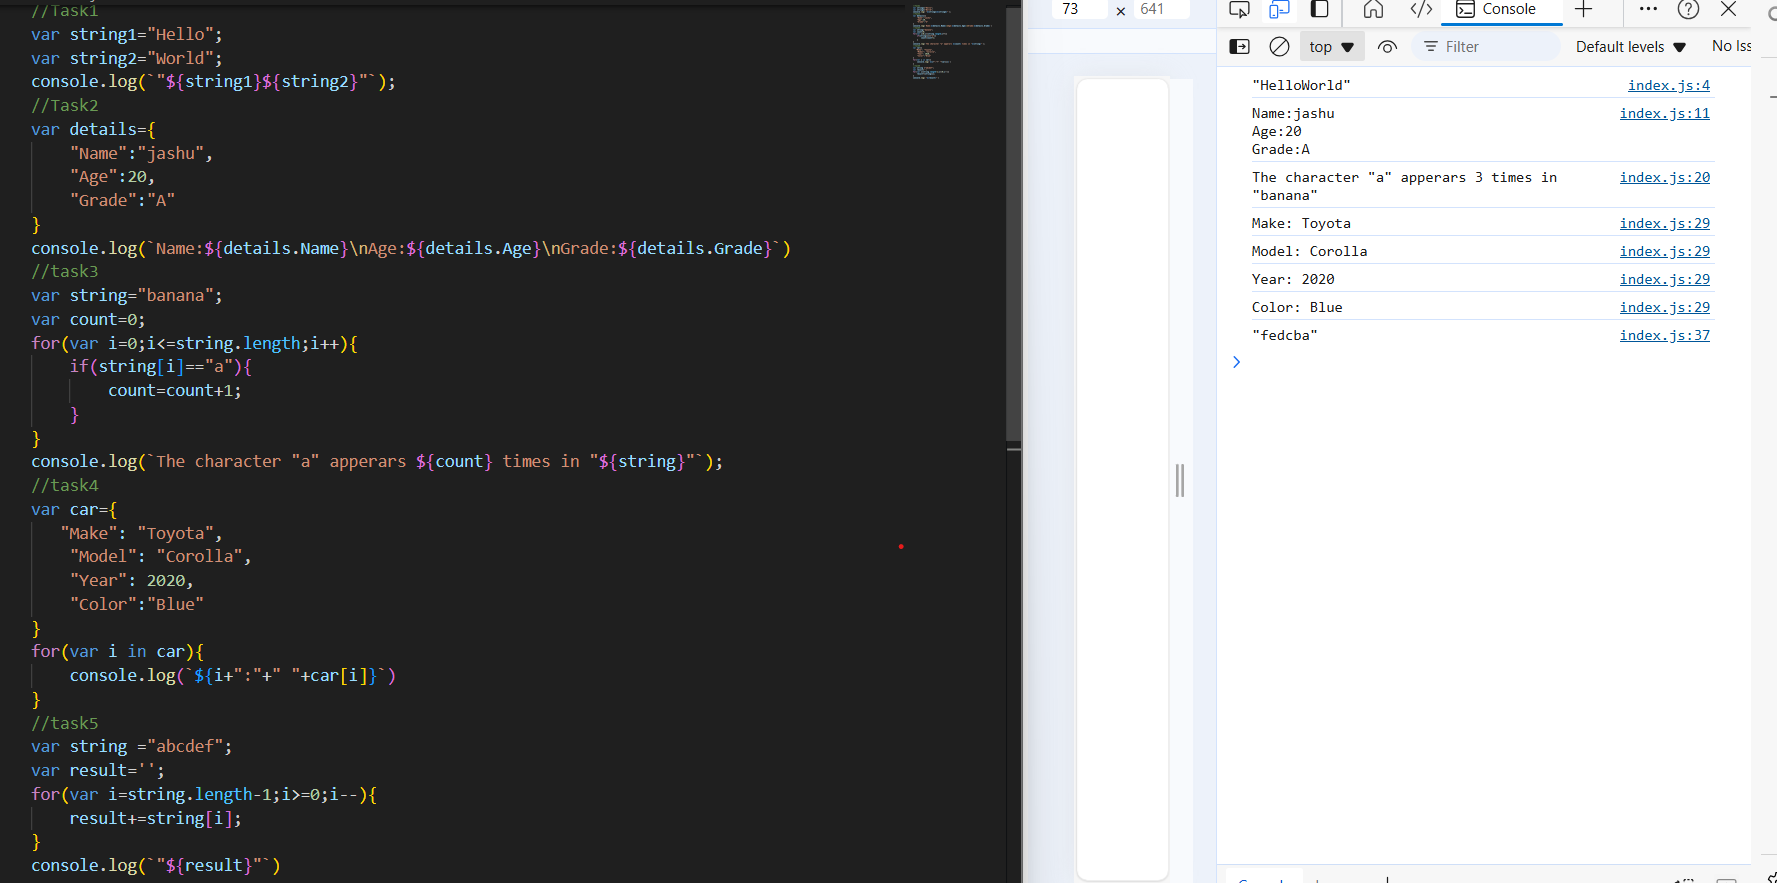 //Task1
var string1="Hello";
var string2="World";
console.log(`"${string1}${string2}"`);
//Task2
var details={
    "Name":"jashu",
    "Age":20,
    "Grade":"A"
}
console.log(`Name:${details.Name}\nAge:${details.Age}\nGrade:${details.Grade}`)
//task3
var string="banana";
var count=0;
for(var i=0;i<=string.length;i++){
    if(string[i]=="a"){
        count=count+1;
    }
}
console.log(`The character "a" apperars ${count} times in "${string}"`);
//task4
var car={
   "Make": "Toyota",
    "Model": "Corolla",
    "Year": 2020,
    "Color":"Blue"
}
for(var i in car){
    console.log(`${i+":"+" "+car[i]}`)
}
//task5
var string ="abcdef";
var result='';
for(var i=string.length-1;i>=0;i--){
    result+=string[i];
}
console.log(`"${result}"`)
73 × 641
Console
top Filter Default levels No Iss
"HelloWorld" index.js:4
Name:jashu index.js:11
Age:20
Grade:A
The character "a" apperars 3 times in index.js:20
"banana"
Make: Toyota index.js:29
Model: Corolla index.js:29
Year: 2020 index.js:29
Color: Blue index.js:29
"fedcba" index.js:37